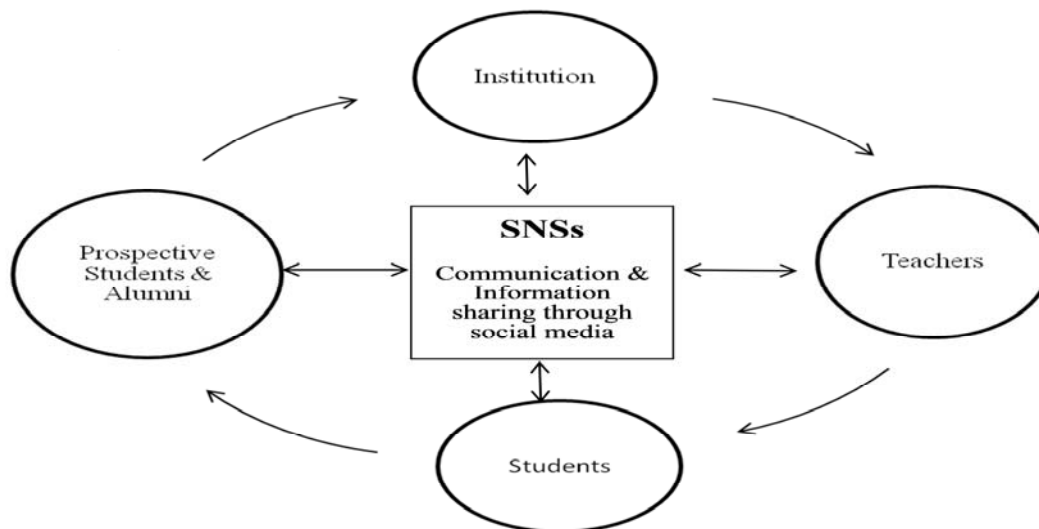 Institution
SNSs
Communication &
Information
sharing through
social media
Prospective
Students &
Alumni
Teachers
Students